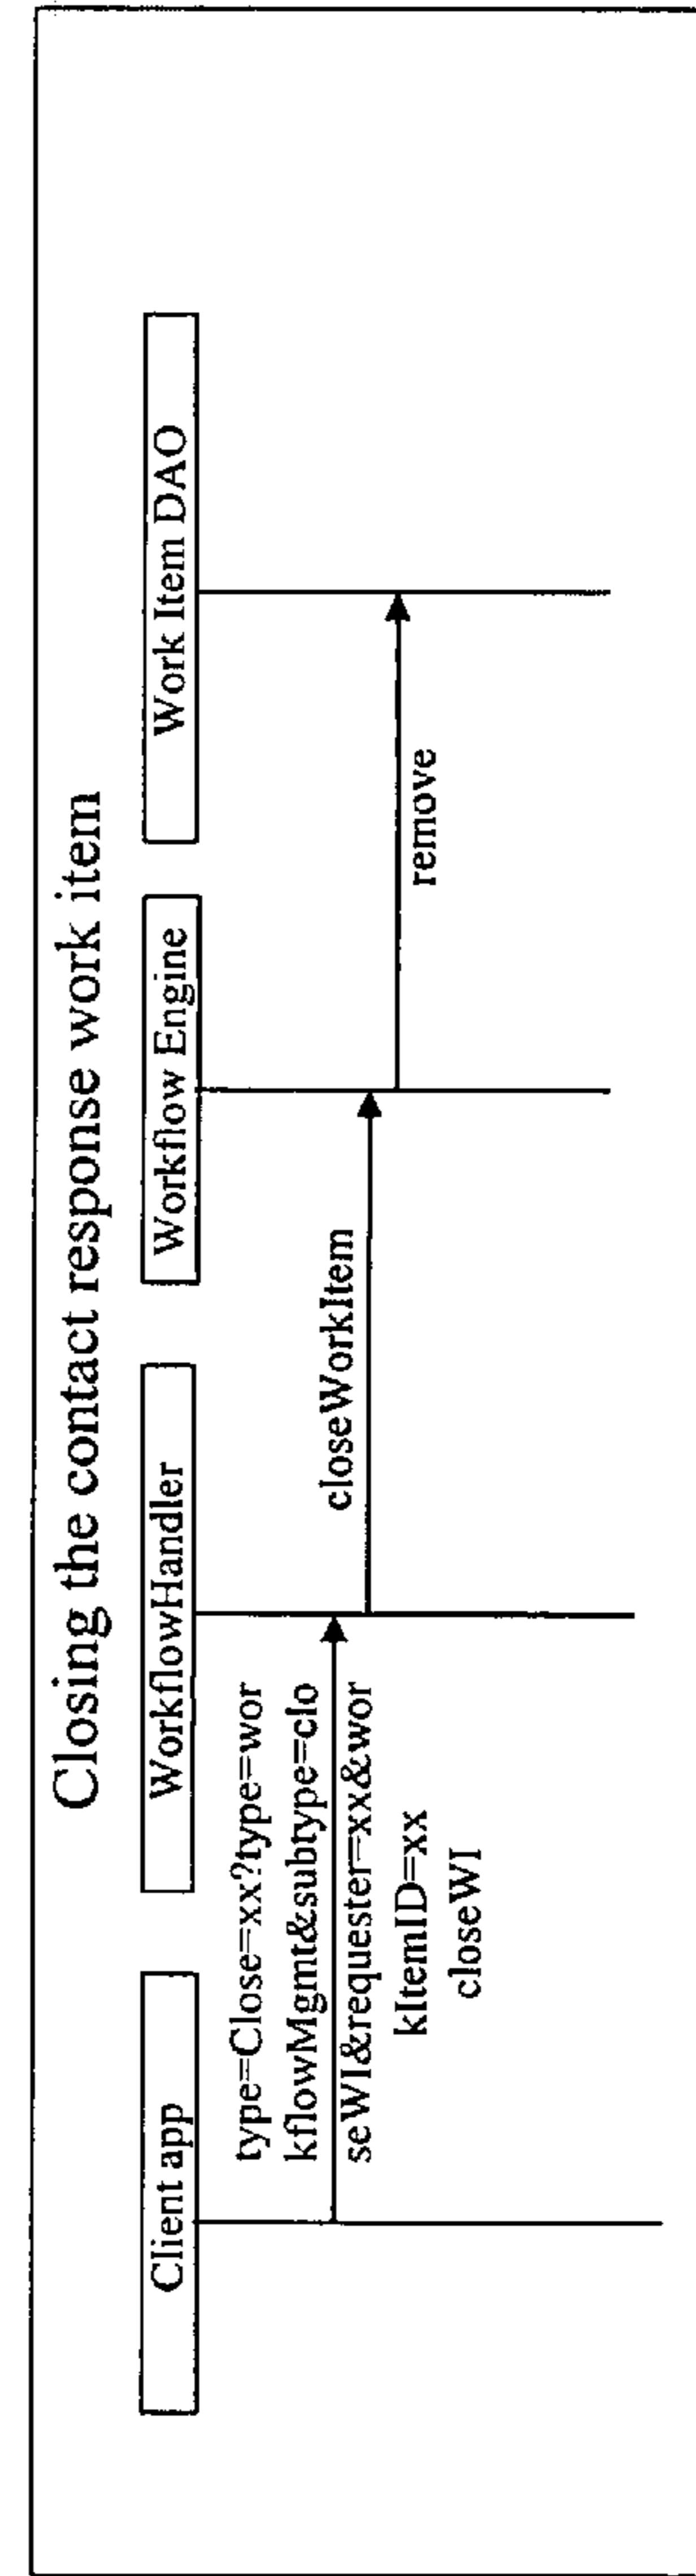 Closing the contact response work item
Client app
WorkflowHandler
Workflow Engine
Work Item DAO
type=Close=xx?type=wor
kflowMgmt&subtype=clo
seWI&requester=xx&wor
kItemID=xx
closeWI
closeWorkItem
remove